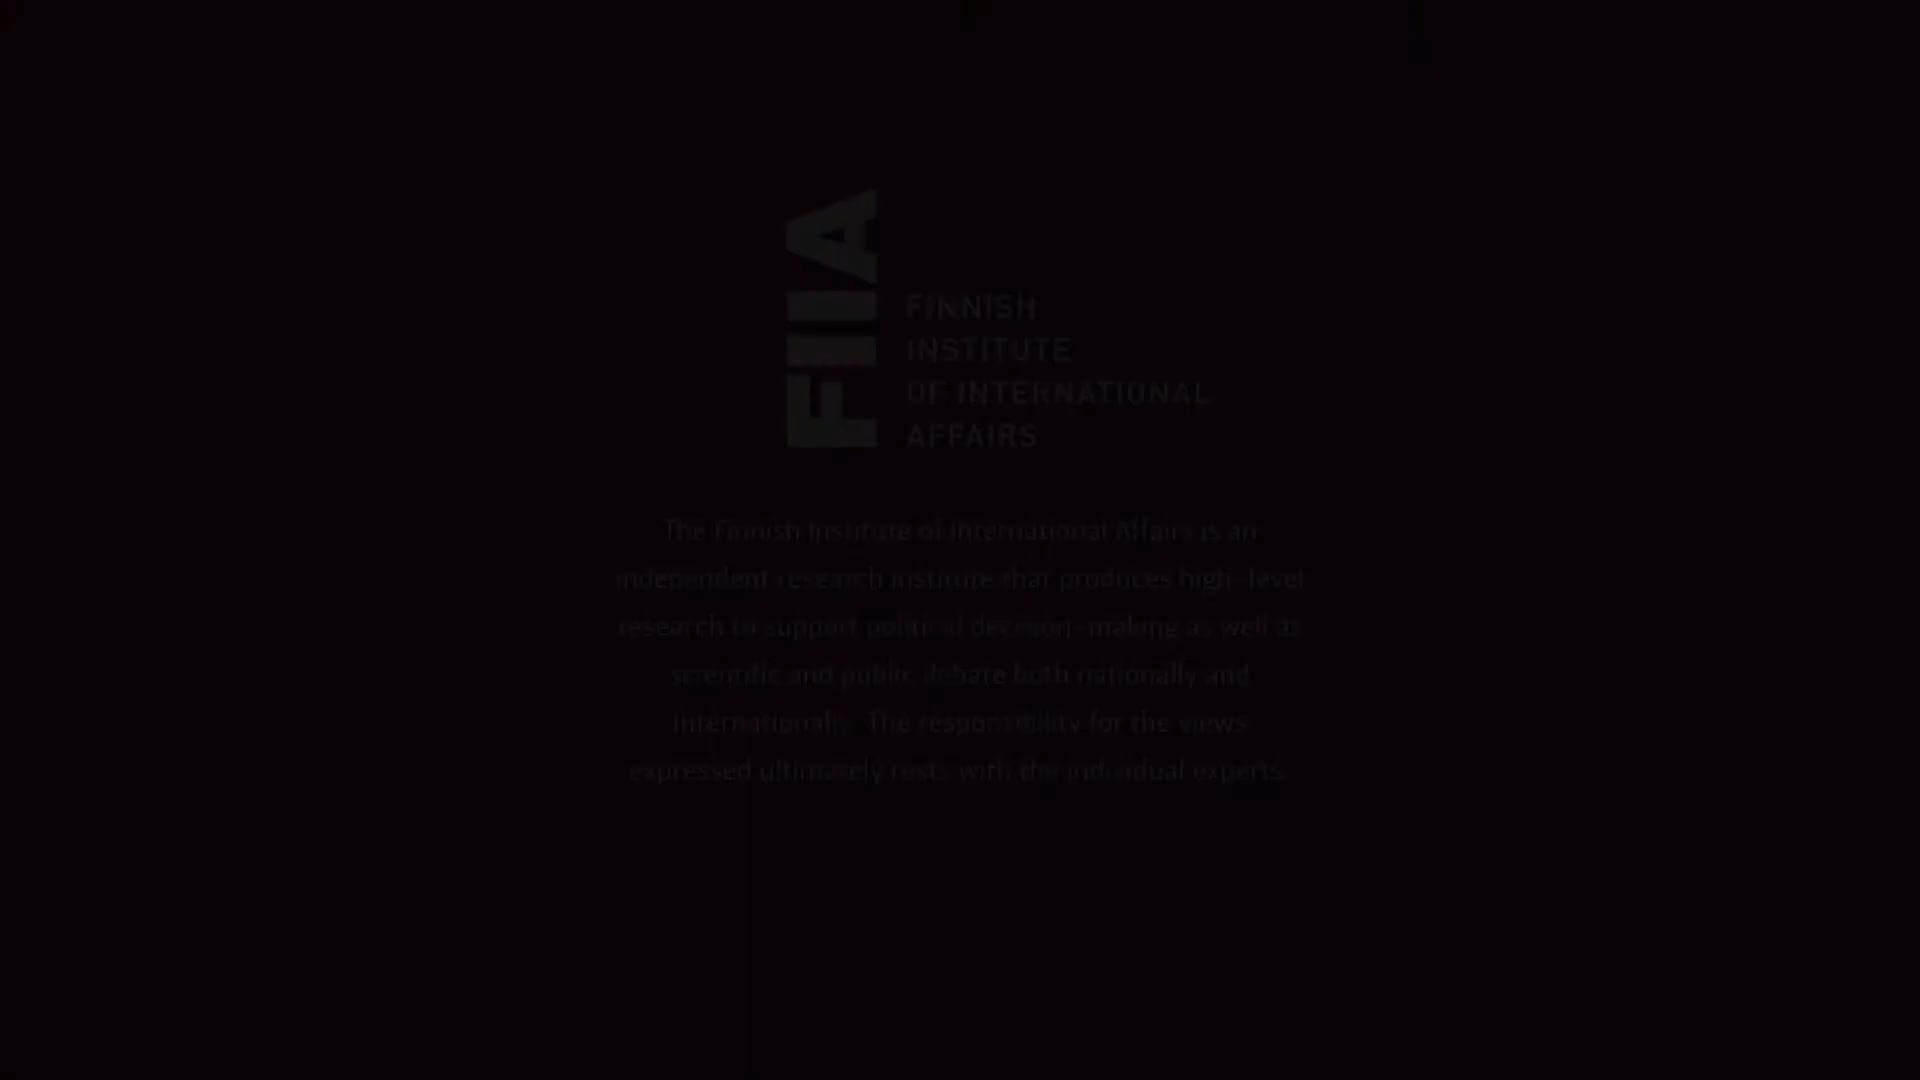 FIIA
FINNISH
INSTITUTE
OF INTERNATIONAL
AFFAIRS
The Finnish Institute of International Affairs is an
independent research institute that produces high-level
research to support political decision-making as well as
scientific and public debate both nationally and
internationally. The responsibility for the views
expressed ultimately rests with the individual experts.